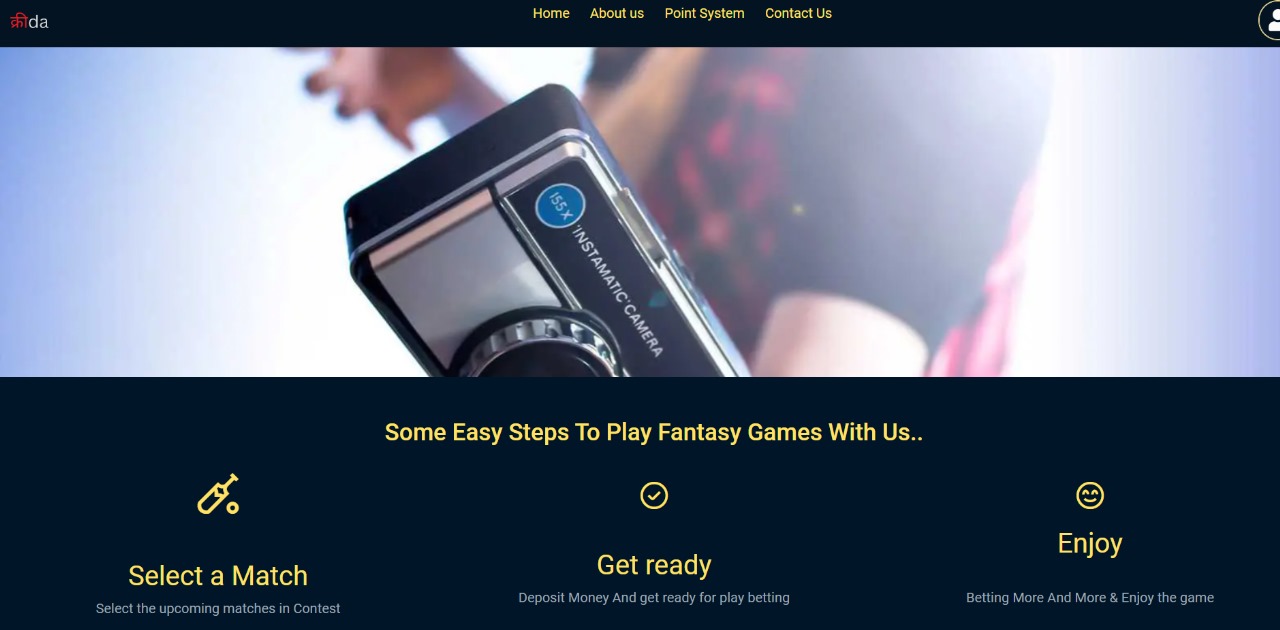 क्रीda
Home About us Point System Contact Us
155 X
'INSTAMATIC' CAMERA
Some Easy Steps To Play Fantasy Games With Us..
Select a Match
Select the upcoming matches in Contest
Get ready
Deposit Money And get ready for play betting
Enjoy
Betting More And More & Enjoy the game